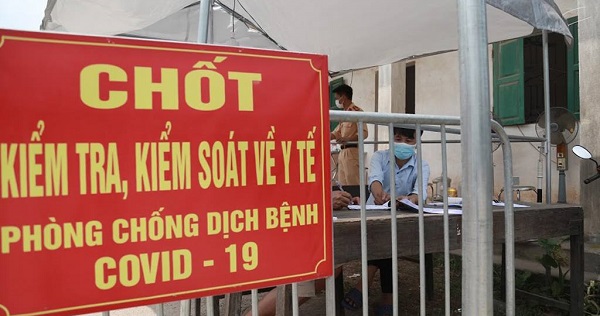 CHỐT
KIỂM TRA, KIỂM SOÁT VỀ Y TẾ
PHÒNG CHỐNG DỊCH BỆNH
COVID - 19